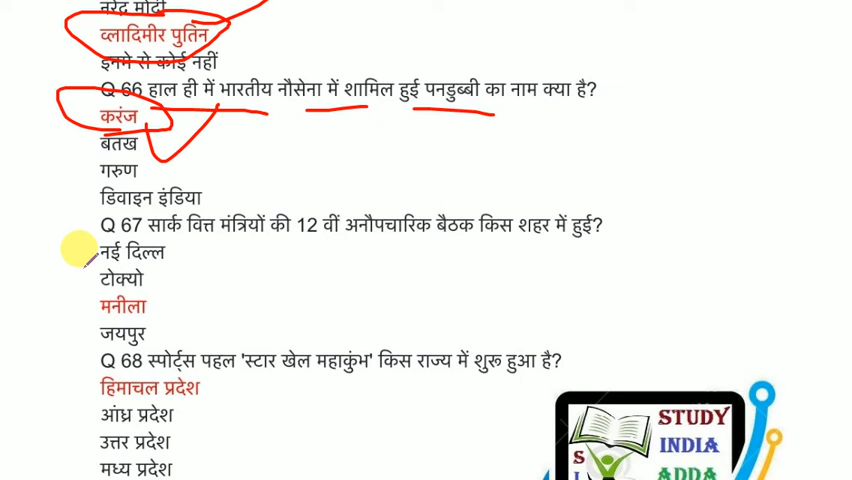 नरेंद्र मोदी
व्लादिमीर पुतिन
इनमे से कोई नहीं
Q 66 हाल ही में भारतीय नौसेना में शामिल हुई पनडुब्बी का नाम क्या है?
करंज
बतख
गरुण
डिवाइन इंडिया
Q 67 सार्क वित्त मंत्रियों की 12 वीं अनौपचारिक बैठक किस शहर में हुई?
नई दिल्ल
टोक्यो
मनीला
जयपुर
Q 68 स्पोर्ट्स पहल 'स्टार खेल महाकुंभ' किस राज्य में शुरू हुआ है?
हिमाचल प्रदेश
आंध्र प्रदेश
उत्तर प्रदेश
मध्य प्रदेश
STUDY
INDIA
ADDA
S
I